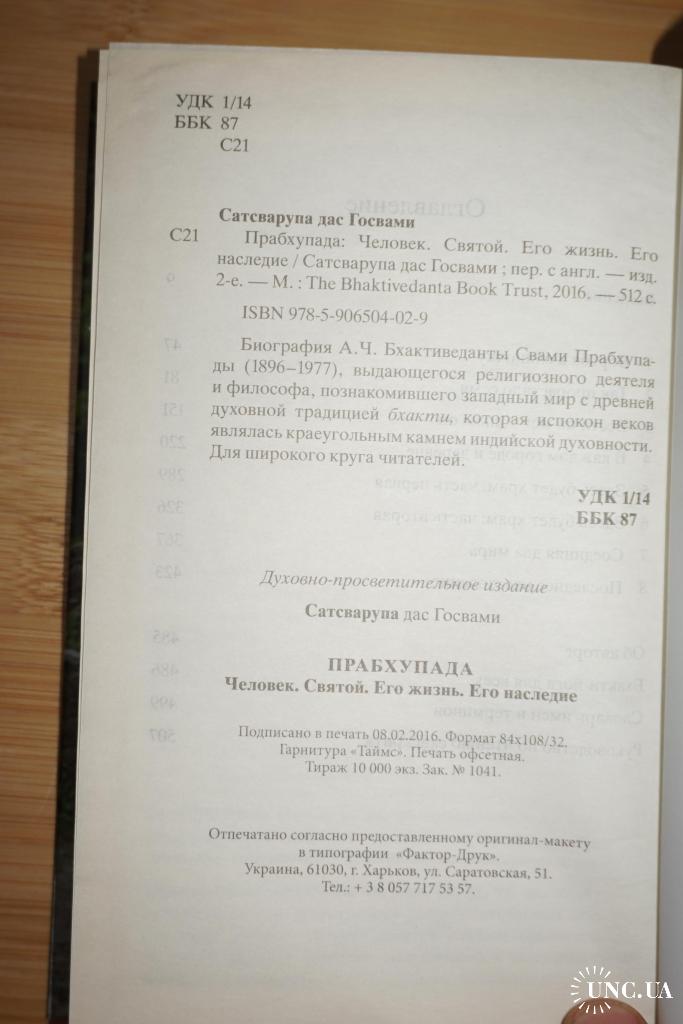 УДК 1/14
ББК 87
С21
Сатсварупа дас Госвами
С21 Прабхупада: Человек. Святой. Его жизнь. Его
наследие / Сатсварупа дас Госвами ; пер. с англ. — изд.
2-е. — М. : The Bhaktivedanta Book Trust, 2016. — 512 с.
ISBN 978-5-906504-02-9
Биография А.Ч. Бхактиведанты Свами Прабхупа-
ды (1896–1977), выдающегося религиозного деятеля
и философа, познакомившего западный мир с древней
духовной традицией бхакти, которая испокон веков
являлась краеугольным камнем индийской духовности.
Для широкого круга читателей.
УДК 1/14
ББК 87
Духовно-просветительное издание
Сатсварупа дас Госвами
ПРАБХУПАДА
Человек. Святой. Его жизнь. Его наследие
Подписано в печать 08.02.2016. Формат 84х108/32.
Гарнитура «Таймс». Печать офсетная.
Тираж 10 000 экз. Зак. № 1041.
Отпечатано согласно предоставленному оригинал-макету
в типографии «Фактор-Друк».
Украина, 61030, г. Харьков, ул. Саратовская, 51.
Тел.: + 3 8 057 717 53 57.
UNC.UA